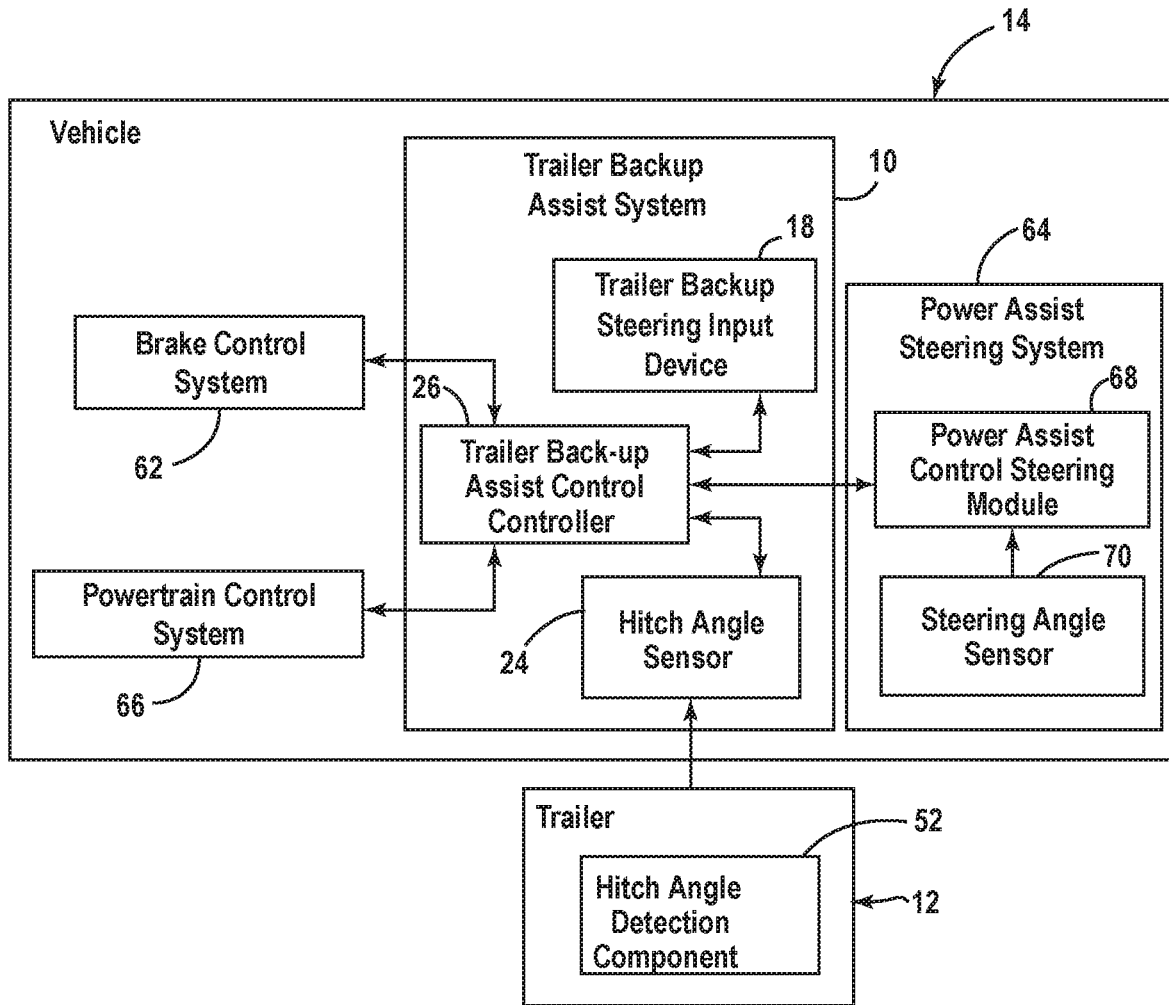 14
Vehicle
Trailer Backup
Assist System
10
18
Trailer Backup
Steering Input
Device
64
Power Assist
Steering System
Brake Control
System
62
26
Trailer Back-up
Assist Control
Controller
68
Power Assist
Control Steering
Module
Powertrain Control
System
66
24
Hitch Angle
Sensor
70
Steering Angle
Sensor
Trailer
52
Hitch Angle
Detection
Component
12